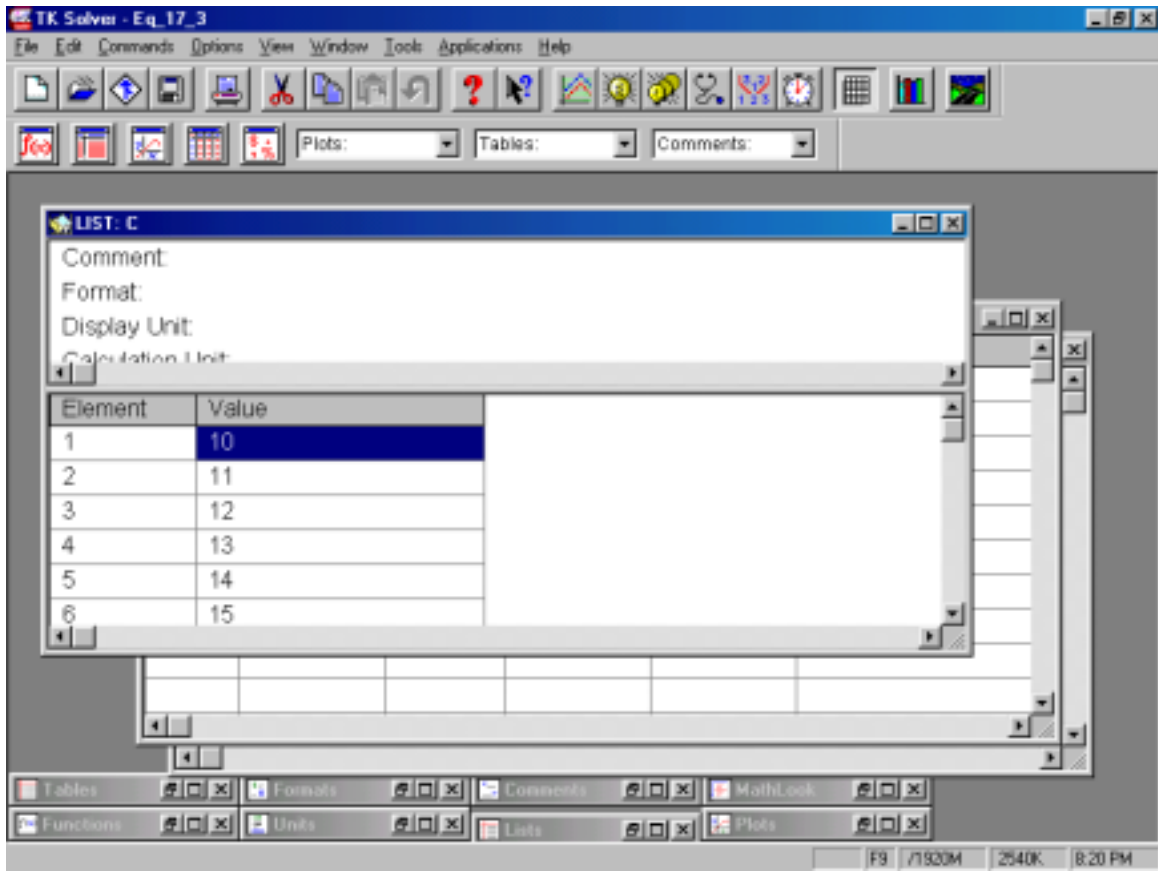 TK Solver - Eq_17_3
File Edit Commands Options View Window Tools Applications Help
Plots: Tables: Comments:
LIST: C
Comment:
Format:
Display Unit:
Calculation Unit:
Element Value
1 10
2 11
3 12
4 13
5 14
6 15
Tables Formats Comments MathLook
Functions Units Lists Plots
F9 /1920M 2540K 8:20 PM